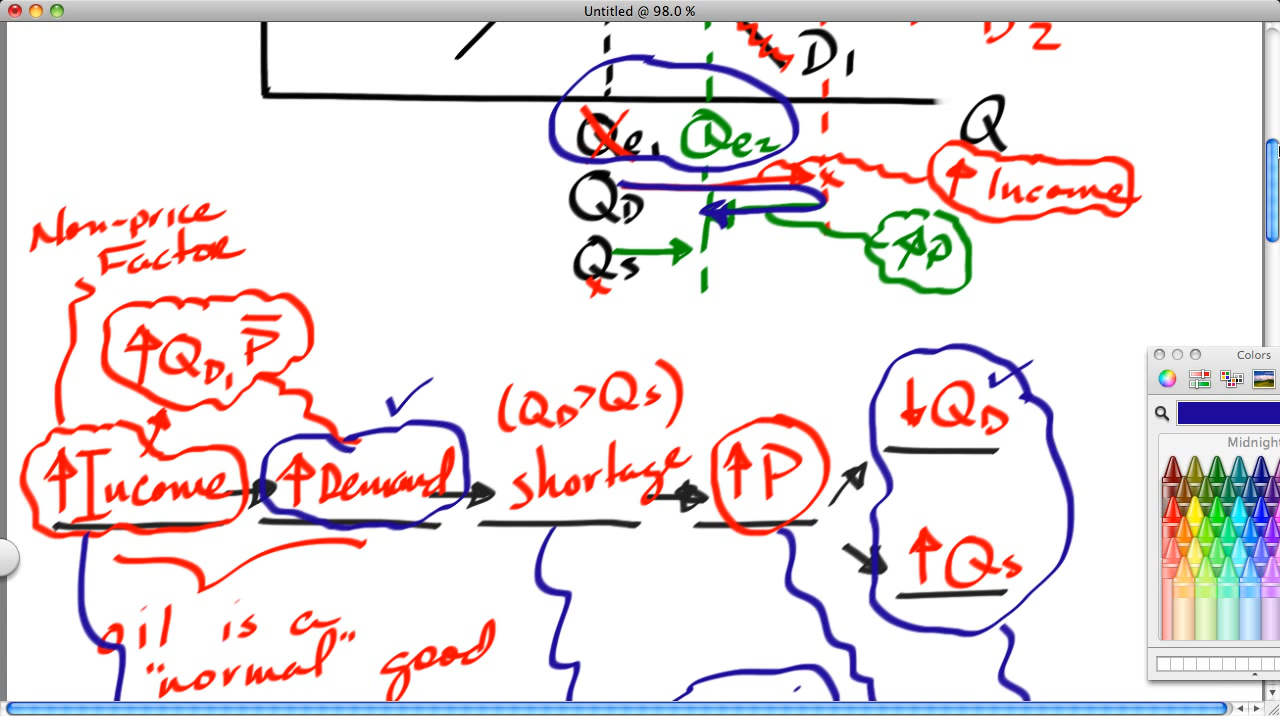 Untitled @ 98.0 %
D2
D1
Qe1 Qe2 Q
↑ Income
QD
↑P
Qs
Non-price
Factor
↑QD, P̅
(QD>Qs)
↓QD
↑Income → ↑Demand → shortage → ↑P
↑Qs
oil is a
"normal" good
Colors
Midnight